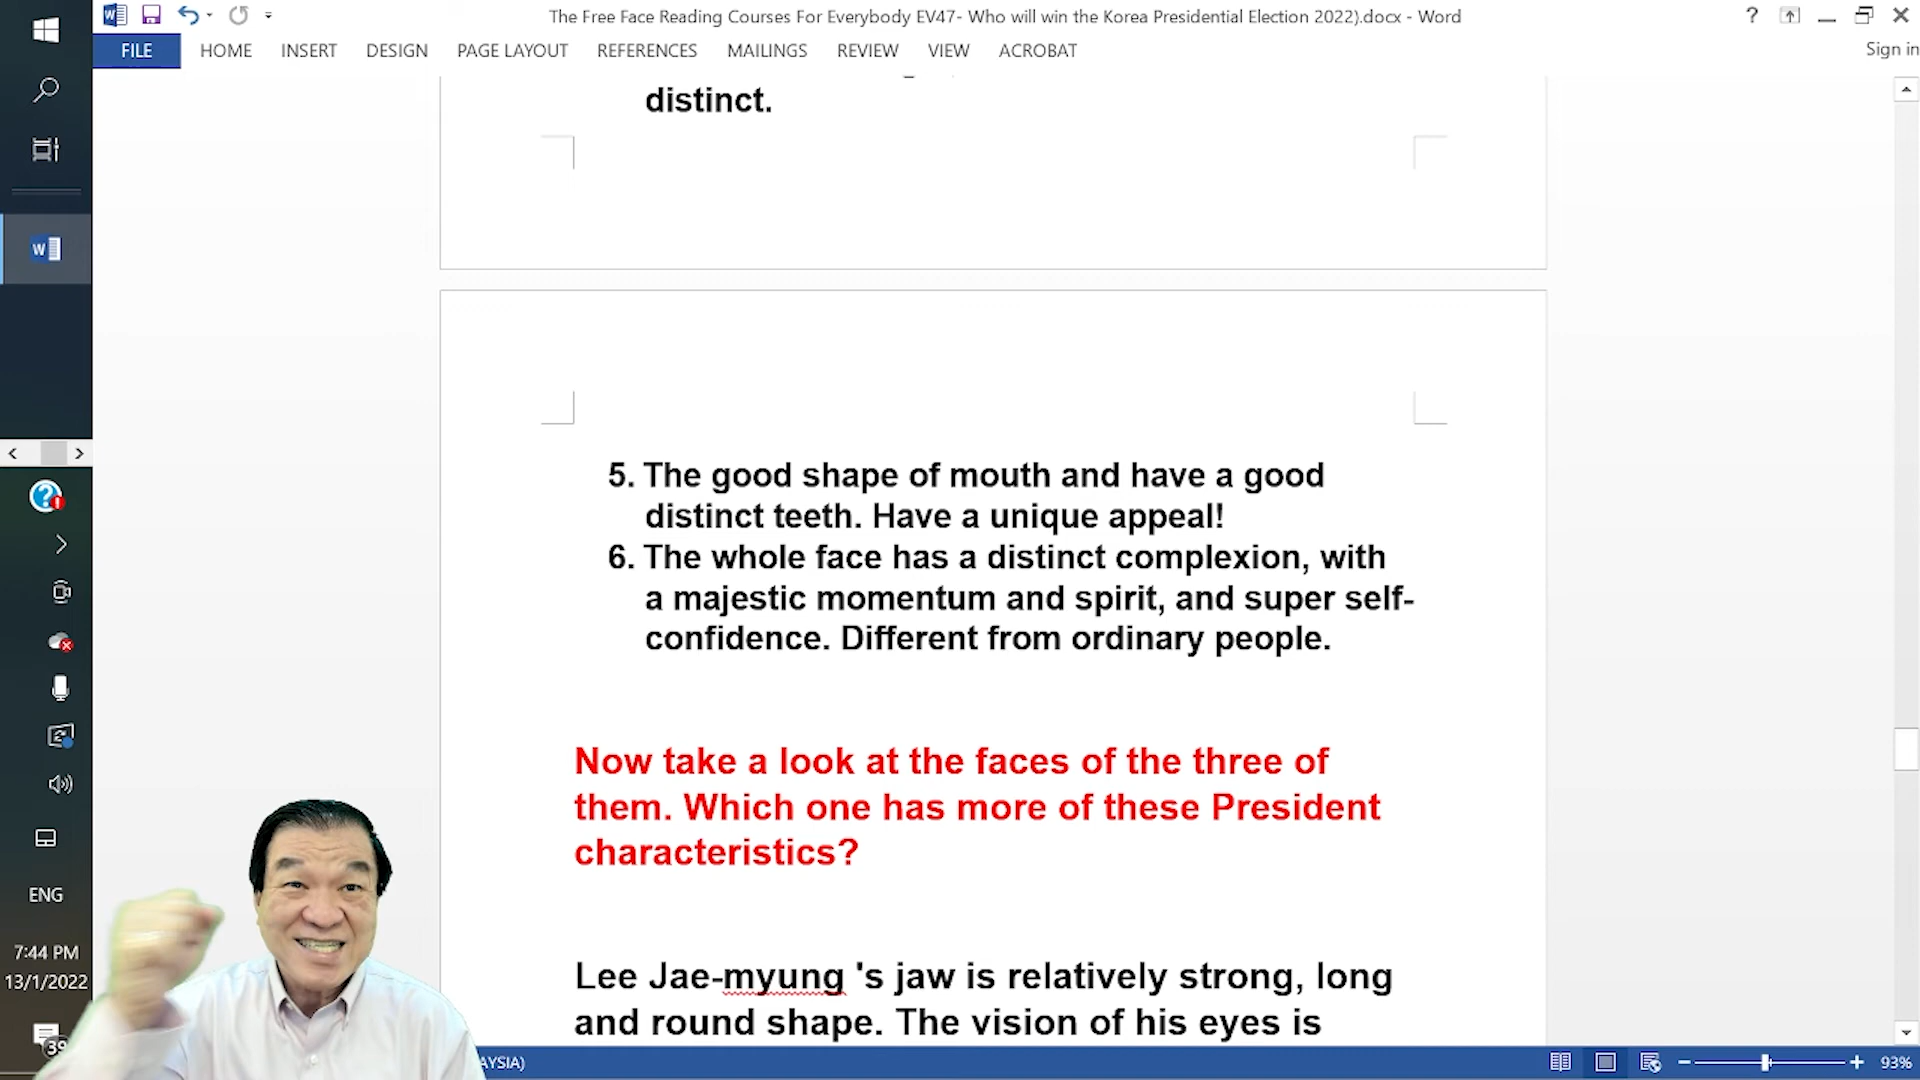 The Free Face Reading Courses For Everybody EV47- Who will win the Korea Presidential Election 2022).docx - Word
?
FILE HOME INSERT DESIGN PAGE LAYOUT REFERENCES MAILINGS REVIEW VIEW ACROBAT
Sign in
distinct.
5. The good shape of mouth and have a good
distinct teeth. Have a unique appeal!
6. The whole face has a distinct complexion, with
a majestic momentum and spirit, and super self-
confidence. Different from ordinary people.
Now take a look at the faces of the three of
them. Which one has more of these President
characteristics?
Lee Jae-myung 's jaw is relatively strong, long
and round shape. The vision of his eyes is
ENG
7:44 PM
13/1/2022
39
AYSIA)
93%